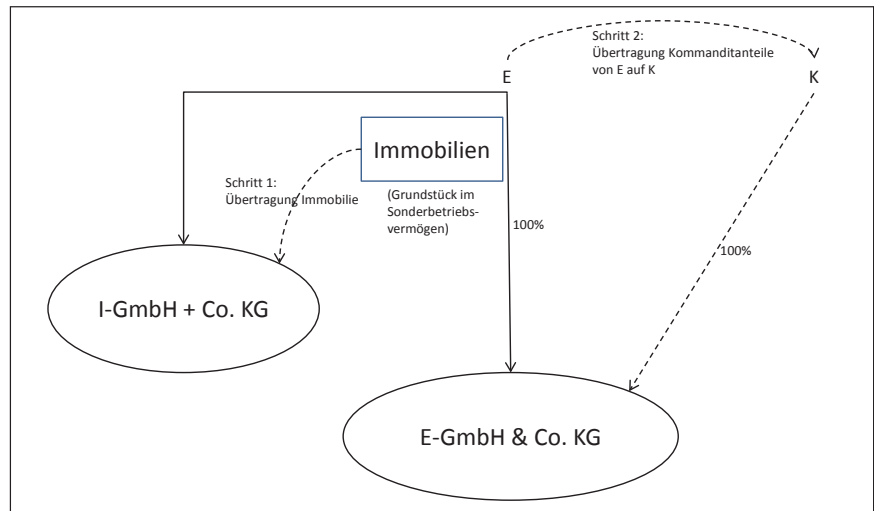 Schritt 2:
Übertragung Kommanditanteile
von E auf K
E
K
Immobilien
Schritt 1:
Übertragung Immobilie
(Grundstück im
Sonderbetriebs-
vermögen)
100%
100%
I-GmbH + Co. KG
E-GmbH & Co. KG